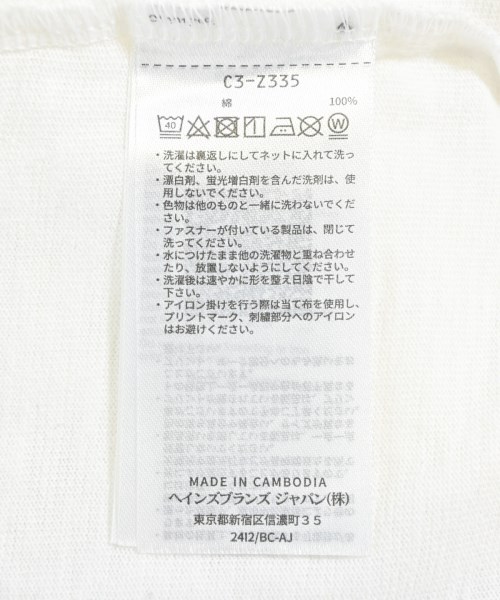 C3-Z335
綿 100%
40 W
・洗濯は裏返しにしてネットに入れて洗っ
てください。
・漂白剤、蛍光増白剤を含んだ洗剤は、使
用しないでください。
・色物は他のものと一緒に洗わないでくだ
さい。
・ファスナーが付いている製品は、閉じて
洗ってください。
・水につけたまま他の洗濯物と重ね合わせ
たり、放置しないようにしてください。
・洗濯後は速やかに形を整え日陰で干して
下さい。
・アイロン掛けを行う際は当て布を使用し、
プリントマーク、刺繍部分へのアイロン
はお避けください。
MADE IN CAMBODIA
ヘインズブランズ ジャパン(株)
東京都新宿区信濃町35
2412/BC-AJ